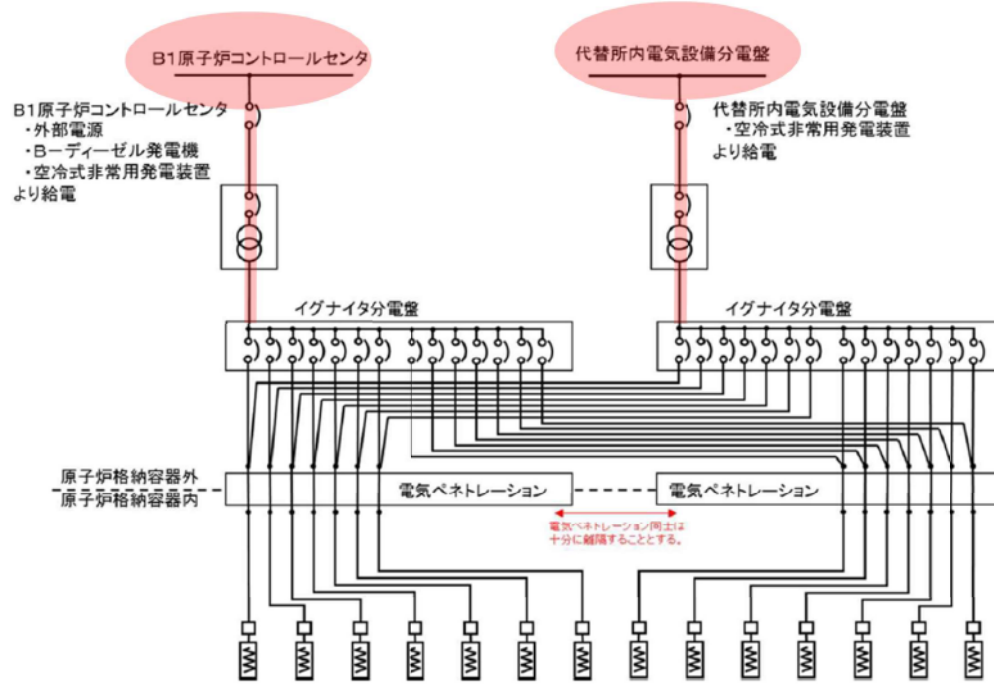 B1原子炉コントロールセンタ
代替所内電気設備分電盤
B1原子炉コントロールセンタ
・外部電源
・B－ディーゼル発電機
・空冷式非常用発電装置
より給電
代替所内電気設備分電盤
・空冷式非常用発電装置
より給電
イグナイタ分電盤
イグナイタ分電盤
原子炉格納容器外
原子炉格納容器内
電気ペネトレーション
電気ペネトレーション
電気ペネトレーション同士は
十分に離隔することとする。